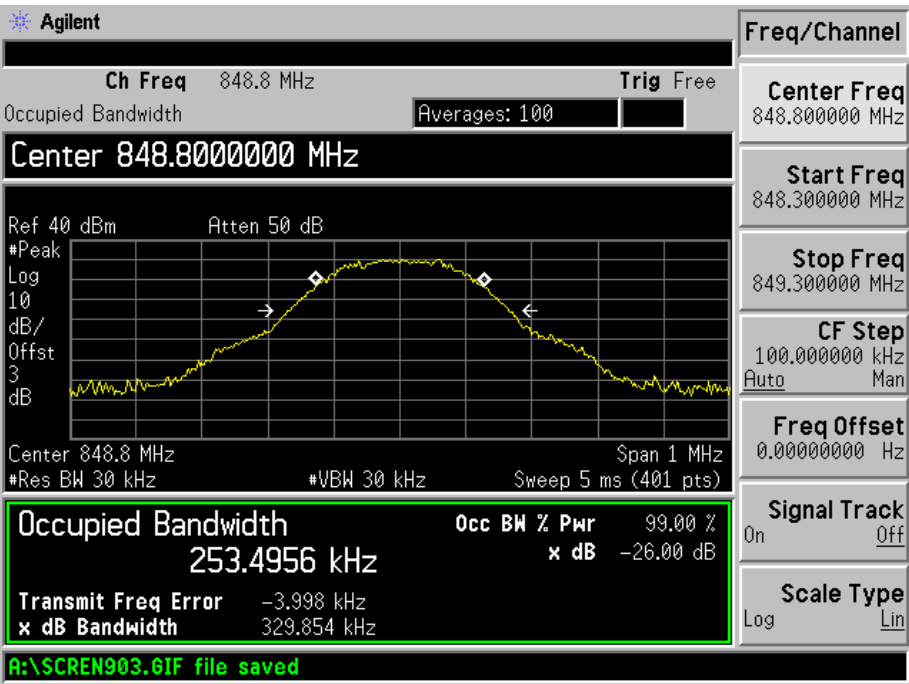 Agilent
Ch Freq 848.8 MHz Trig Free
Occupied Bandwidth Averages: 100
Center 848.8000000 MHz
Ref 40 dBm Atten 50 dB
#Peak
Log
10
dB/
Offst
3
dB
Center 848.8 MHz Span 1 MHz
#Res BW 30 kHz #VBW 30 kHz Sweep 5 ms (401 pts)
Occupied Bandwidth
253.4956 kHz
Occ BW % Pwr 99.00 %
x dB -26.00 dB
Transmit Freq Error -3.998 kHz
x dB Bandwidth 329.854 kHz
A:\SCREN903.GIF file saved
Freq/Channel
Center Freq
848.800000 MHz
Start Freq
848.300000 MHz
Stop Freq
849.300000 MHz
CF Step
100.000000 kHz
Auto Man
Freq Offset
0.00000000 Hz
Signal Track
On Off
Scale Type
Log Lin